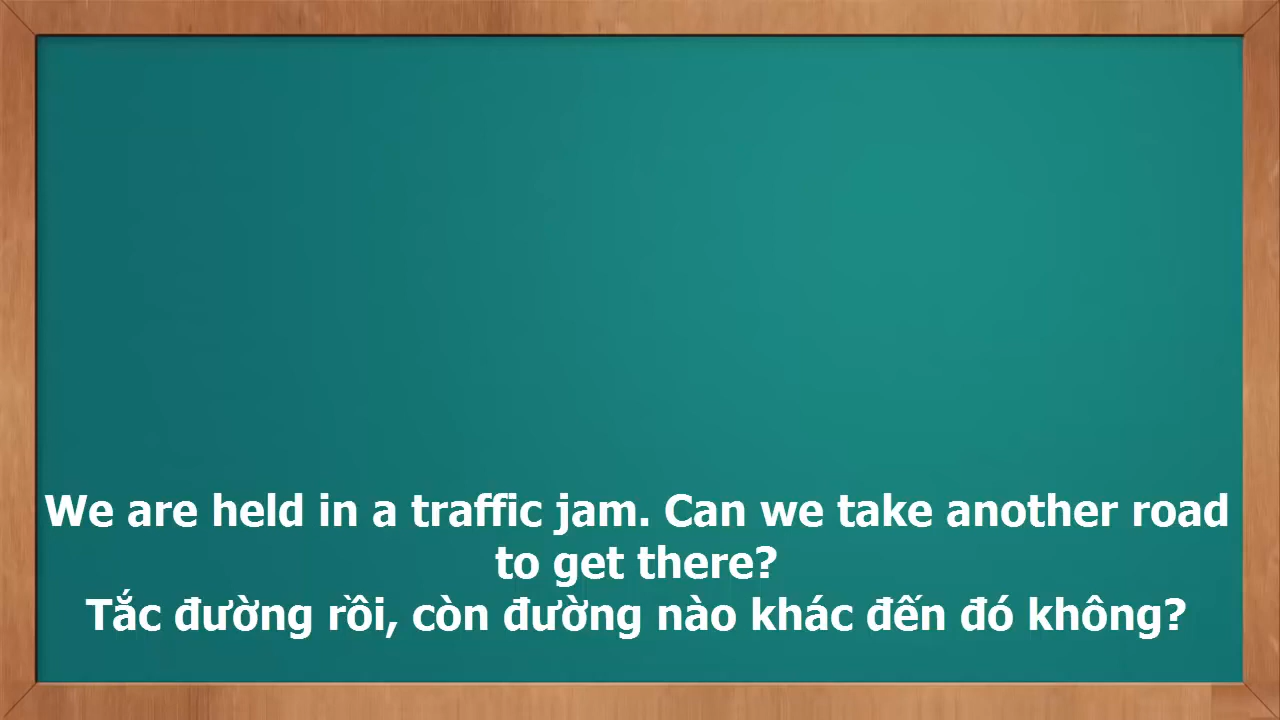 We are held in a traffic jam. Can we take another road
to get there?
Tắc đường rồi, còn đường nào khác đến đó không?